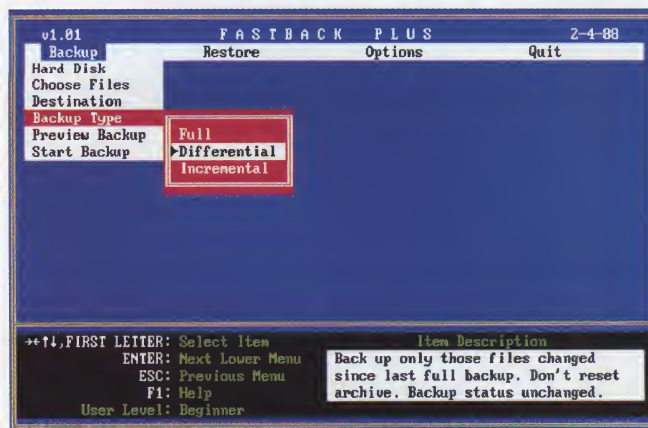 v1.01 FASTBACK PLUS 2-4-88
Backup Restore Options Quit
Hard Disk
Choose Files
Destination
Backup Type
Preview Backup
Start Backup
Full
▶Differential
Incremental
→←↑↓,FIRST LETTER: Select Item
ENTER: Next Lower Menu
ESC: Previous Menu
F1: Help
User Level: Beginner
Item Description
Back up only those files changed
since last full backup. Don't reset
archive. Backup status unchanged.